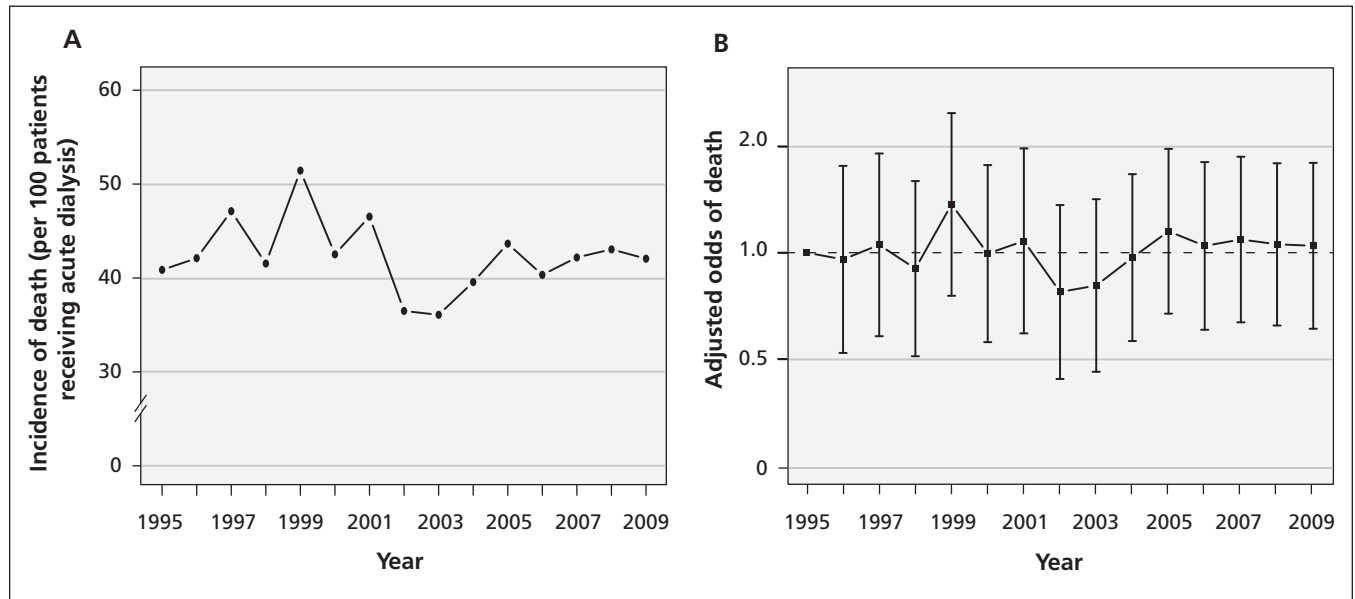 A
Incidence of death (per 100 patients
receiving acute dialysis)
60
50
40
30
0
1995 1997 1999 2001 2003 2005 2007 2009
Year
B
Adjusted odds of death
2.0
1.0
0.5
0
1995 1997 1999 2001 2003 2005 2007 2009
Year